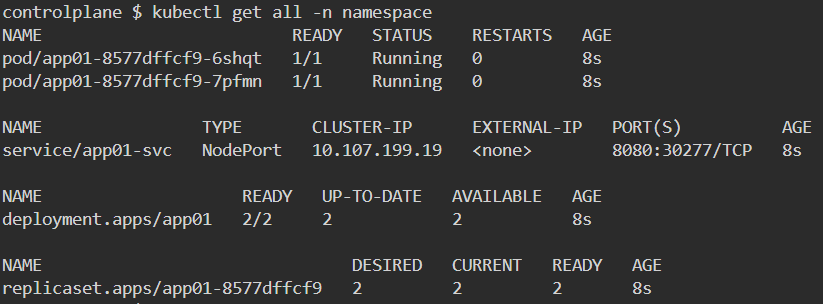 controlplane $ kubectl get all -n namespace
NAME READY STATUS RESTARTS AGE
pod/app01-8577dffcf9-6shqt 1/1 Running 0 8s
pod/app01-8577dffcf9-7pfmn 1/1 Running 0 8s
NAME TYPE CLUSTER-IP EXTERNAL-IP PORT(S) AGE
service/app01-svc NodePort 10.107.199.19 <none> 8080:30277/TCP 8s
NAME READY UP-TO-DATE AVAILABLE AGE
deployment.apps/app01 2/2 2 2 8s
NAME DESIRED CURRENT READY AGE
replicaset.apps/app01-8577dffcf9 2 2 2 8s